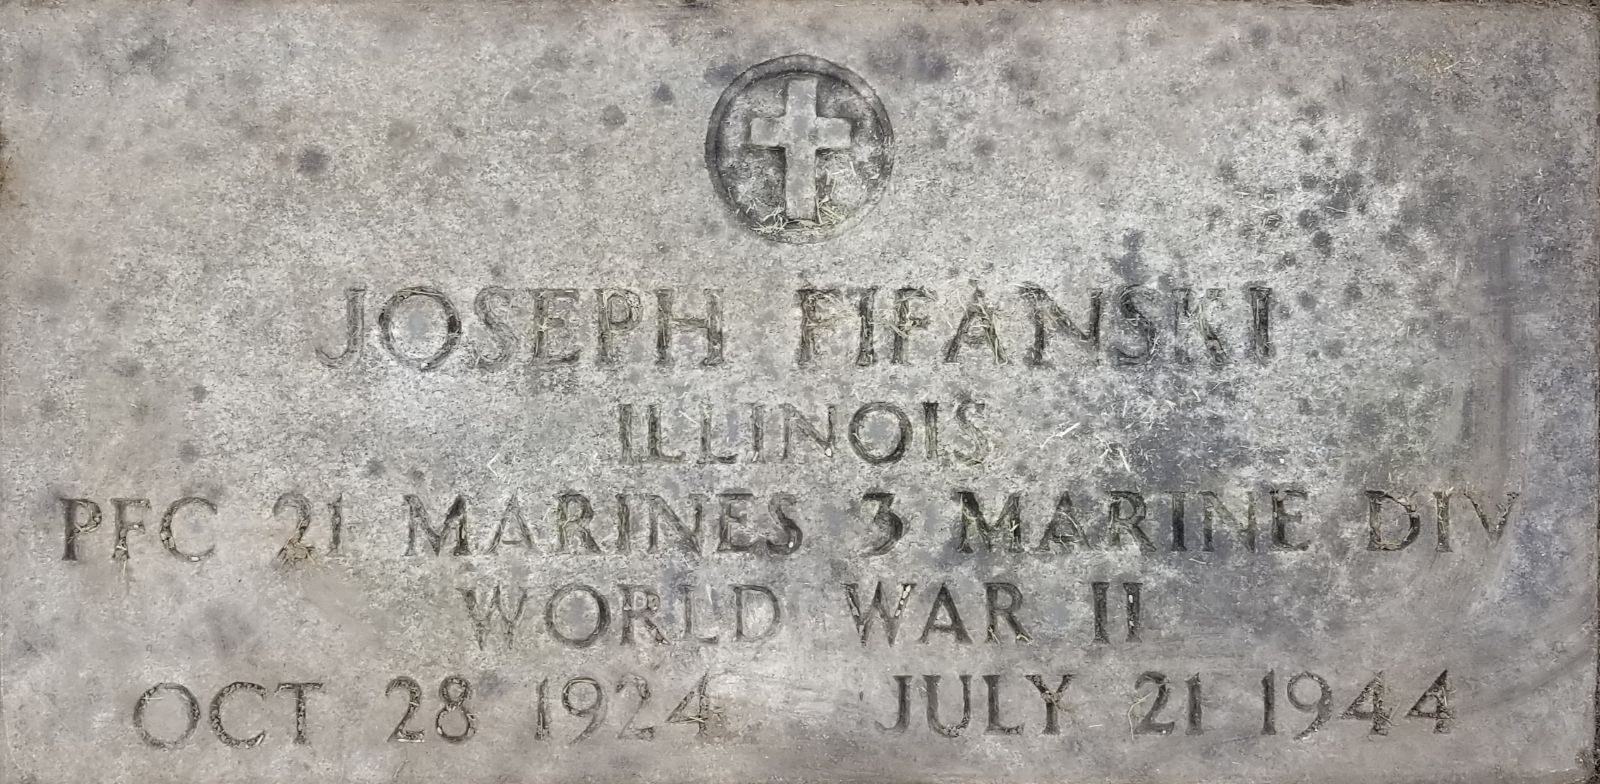 JOSEPH FIFANSKI
ILLINOIS
PFC 21 MARINES 3 MARINE DIV
WORLD WAR II
OCT 28 1924 JULY 21 1944